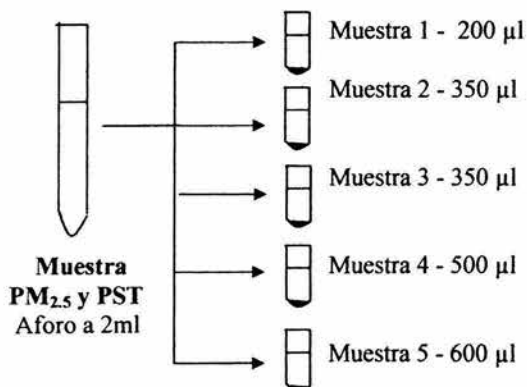 Muestra 1 - 200 µl
Muestra 2 - 350 µl
Muestra 3 - 350 µl
Muestra 4 - 500 µl
Muestra 5 - 600 µl
Muestra
PM2.5 y PST
Aforo a 2ml